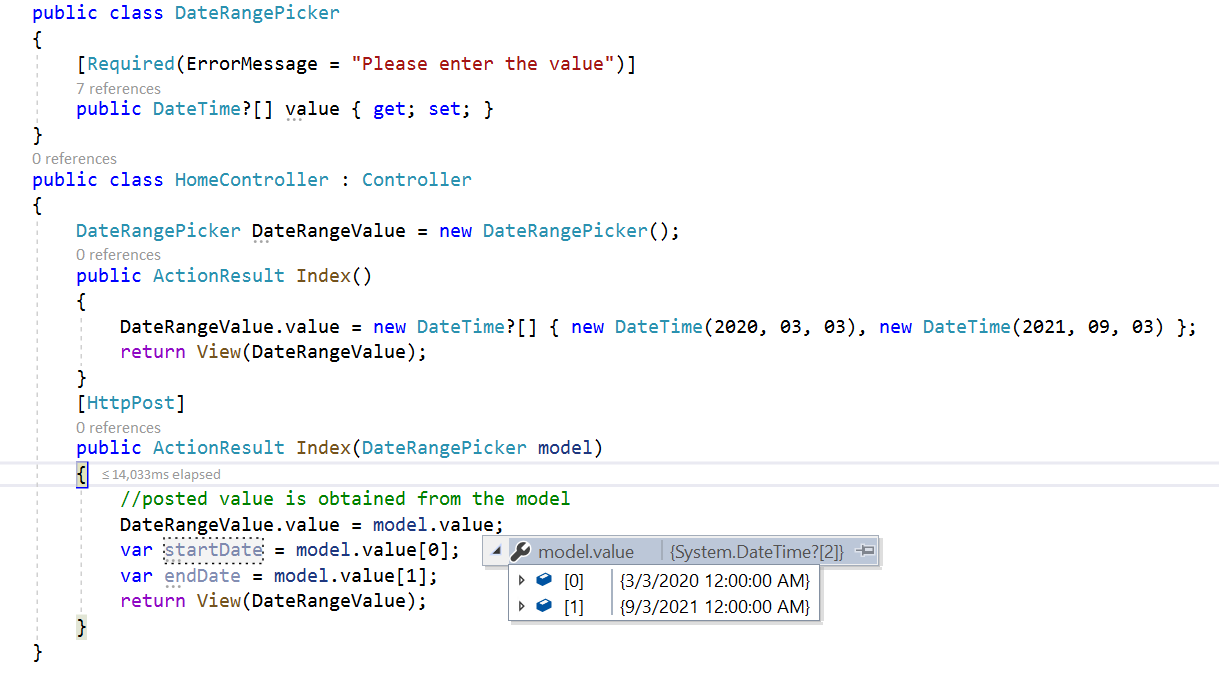 public class DateRangePicker
{
[Required(ErrorMessage = "Please enter the value")]
7 references
public DateTime?[] value { get; set; }
}
0 references
public class HomeController : Controller
{
DateRangePicker DateRangeValue = new DateRangePicker();
0 references
public ActionResult Index()
{
DateRangeValue.value = new DateTime?[] { new DateTime(2020, 03, 03), new DateTime(2021, 09, 03) };
return View(DateRangeValue);
}
[HttpPost]
0 references
public ActionResult Index(DateRangePicker model)
{ ≤14,033ms elapsed
//posted value is obtained from the model
DateRangeValue.value = model.value;
var startDate = model.value[0]; model.value {System.DateTime?[2]}
var endDate = model.value[1]; [0] {3/3/2020 12:00:00 AM}
return View(DateRangeValue); [1] {9/3/2021 12:00:00 AM}
}
}